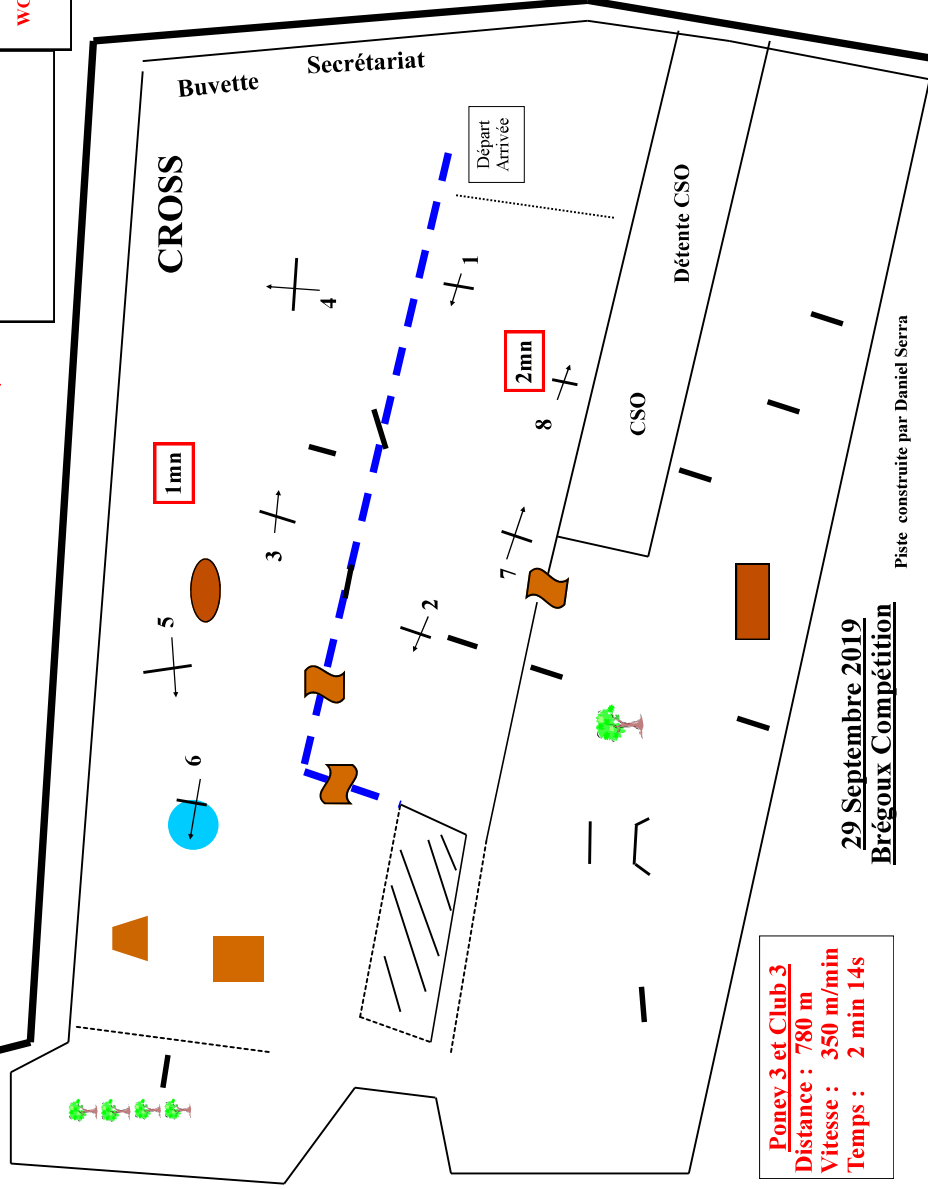 WC
Buvette
Secrétariat
CROSS
Départ
Arrivée
Détente CSO
CSO
1
2
3
4
5
6
7
8
1mn
2mn
Piste construite par Daniel Serra
29 Septembre 2019
Brégoux Compétition
Poney 3 et Club 3
Distance : 780 m
Vitesse : 350 m/min
Temps : 2 min 14s